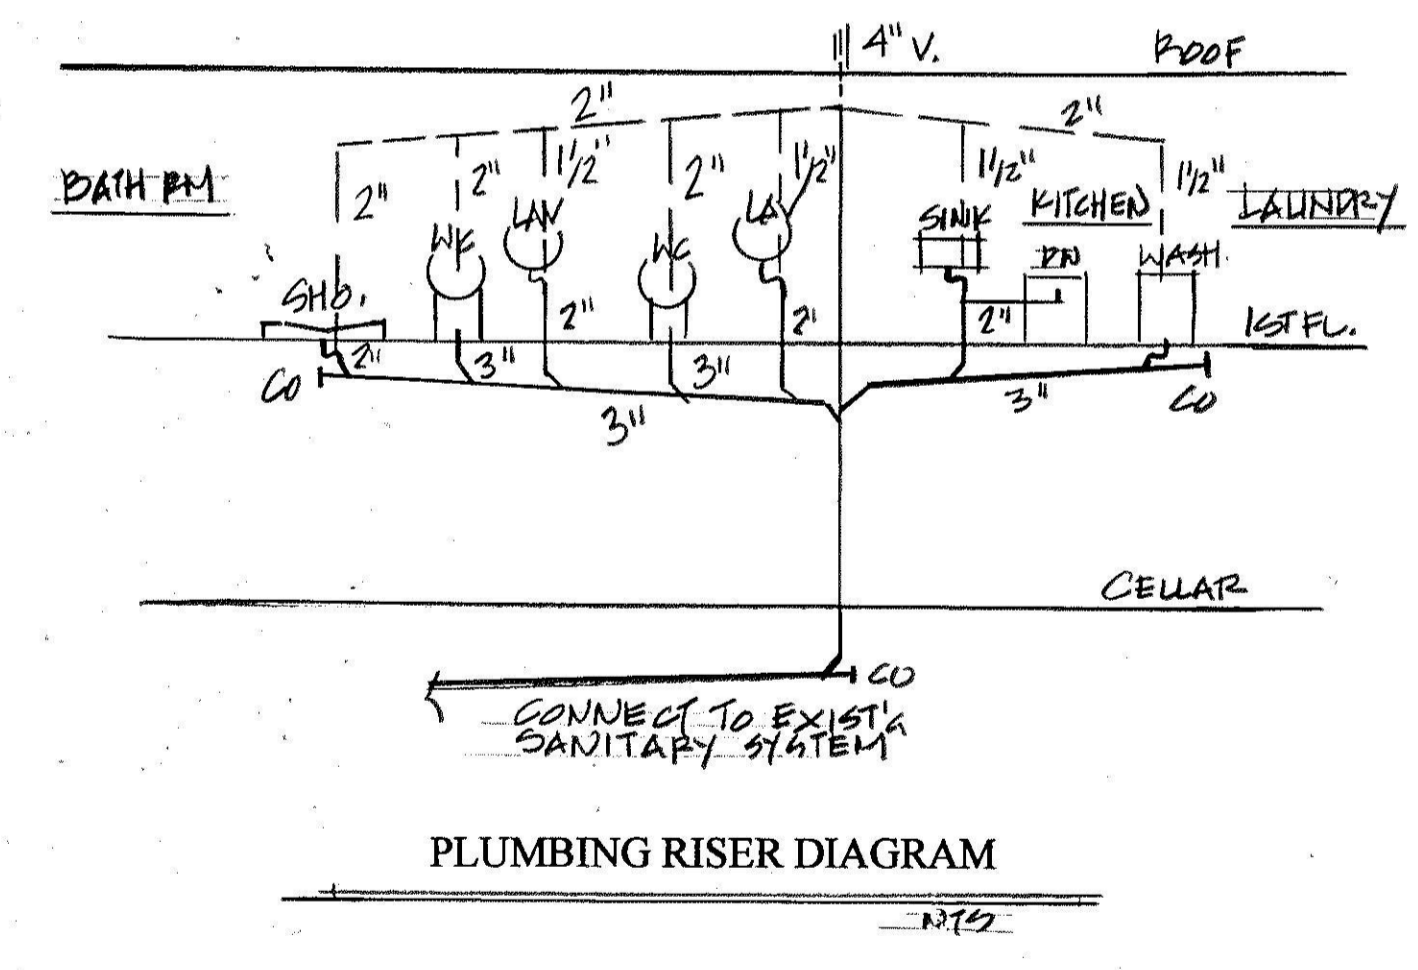 4" V.
ROOF
2"
2"
BATH RM
2"
2"
1 1/2"
2"
1 1/2"
1 1/2"
KITCHEN
1 1/2"
LAUNDRY
WC
LAV
WC
LAV
SINK
WASH.
SHO.
2"
2"
2"
1ST FL.
CO
2"
3"
3"
3"
3"
CO
CELLAR
CO
CONNECT TO EXIST'G
SANITARY SYSTEM
PLUMBING RISER DIAGRAM
NTS